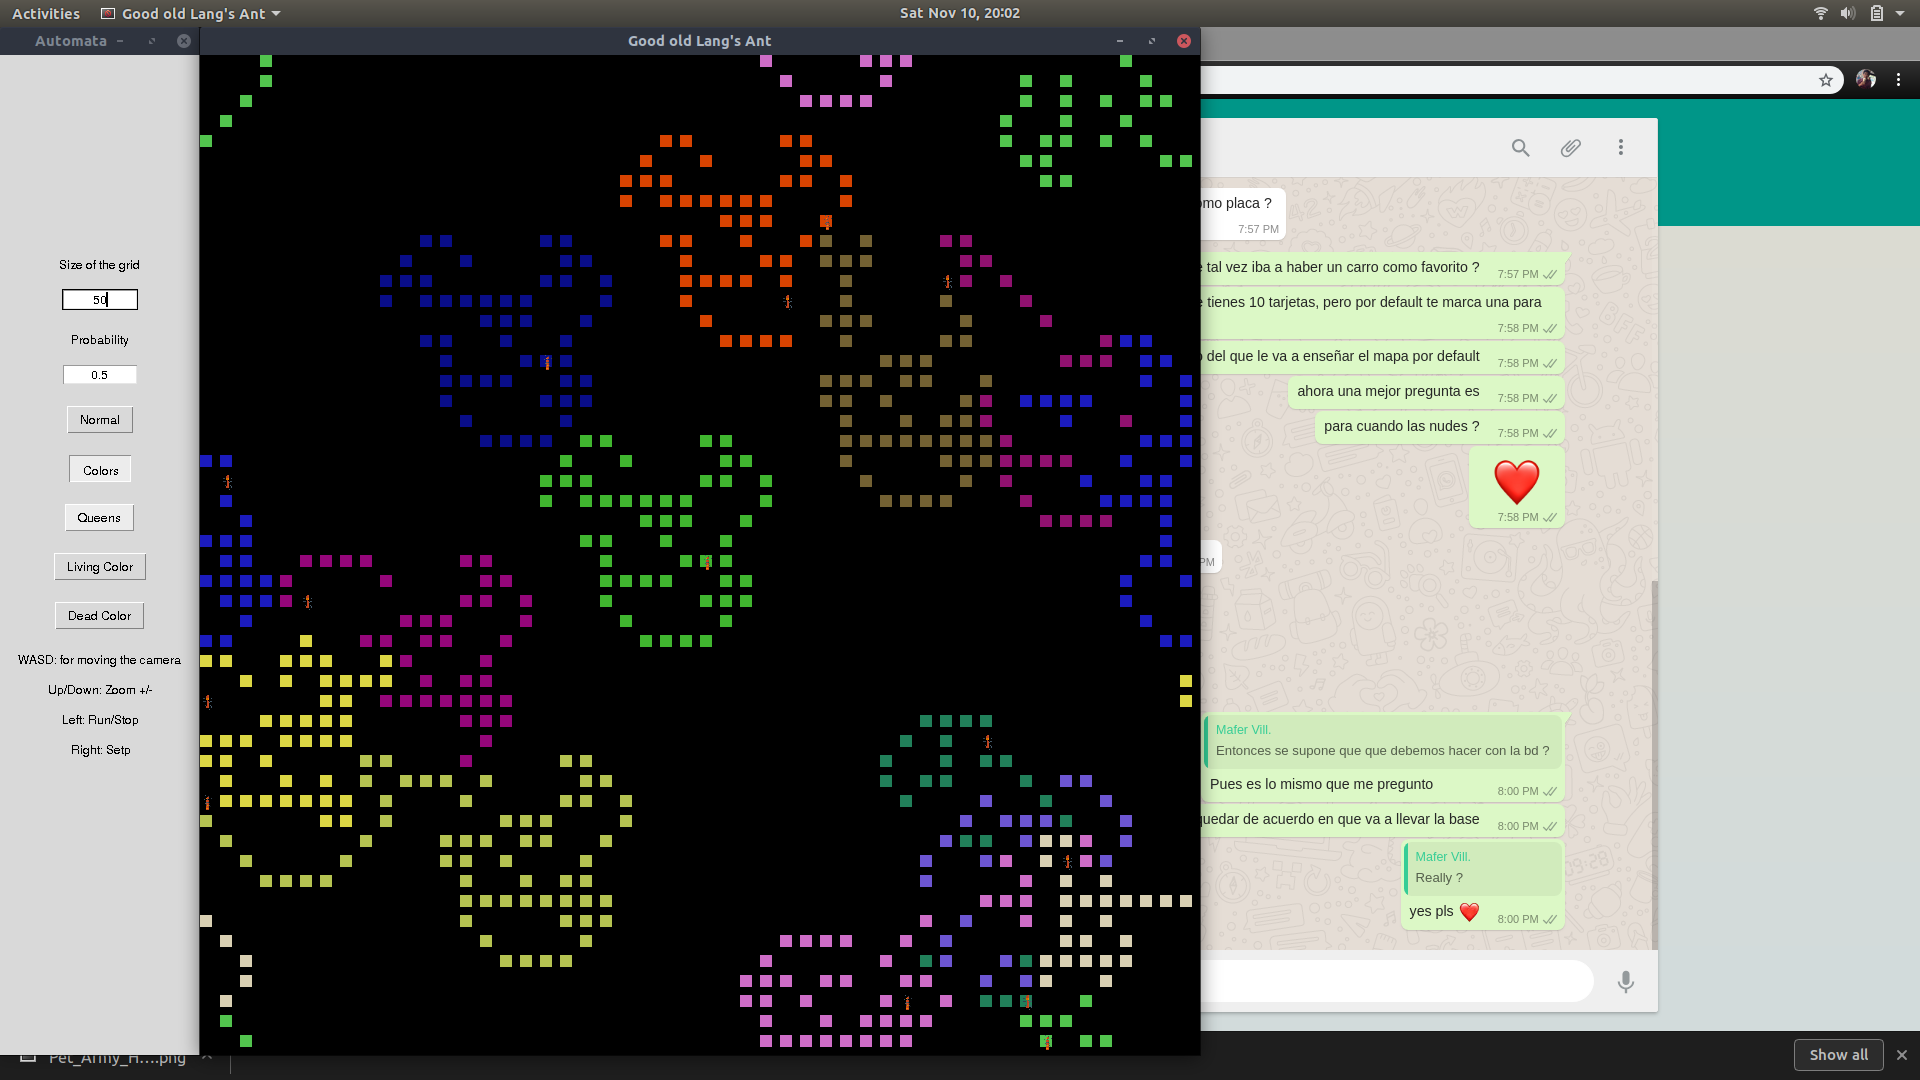 Activities
Good old Lang's Ant
Sat Nov 10, 20:02
Automata
Good old Lang's Ant
Size of the grid
50
Probability
0.5
Normal
Colors
Queens
Living Color
Dead Color
WASD: for moving the camera
Up/Down: Zoom +/-
Left: Run/Stop
Right: Setp
omo placa ?
7:57 PM
tal vez iba a haber un carro como favorito ?
7:57 PM
tienes 10 tarjetas, pero por default te marca una para
7:58 PM
del que le va a enseñar el mapa por default
7:58 PM
ahora una mejor pregunta es
7:58 PM
para cuando las nudes ?
7:58 PM
7:58 PM
PM
Mafer Vill.
Entonces se supone que que debemos hacer con la bd ?
Pues es lo mismo que me pregunto
8:00 PM
quedar de acuerdo en que va a llevar la base
8:00 PM
Mafer Vill.
Really ?
yes pls
8:00 PM
Pet_Army_H....png
Show all